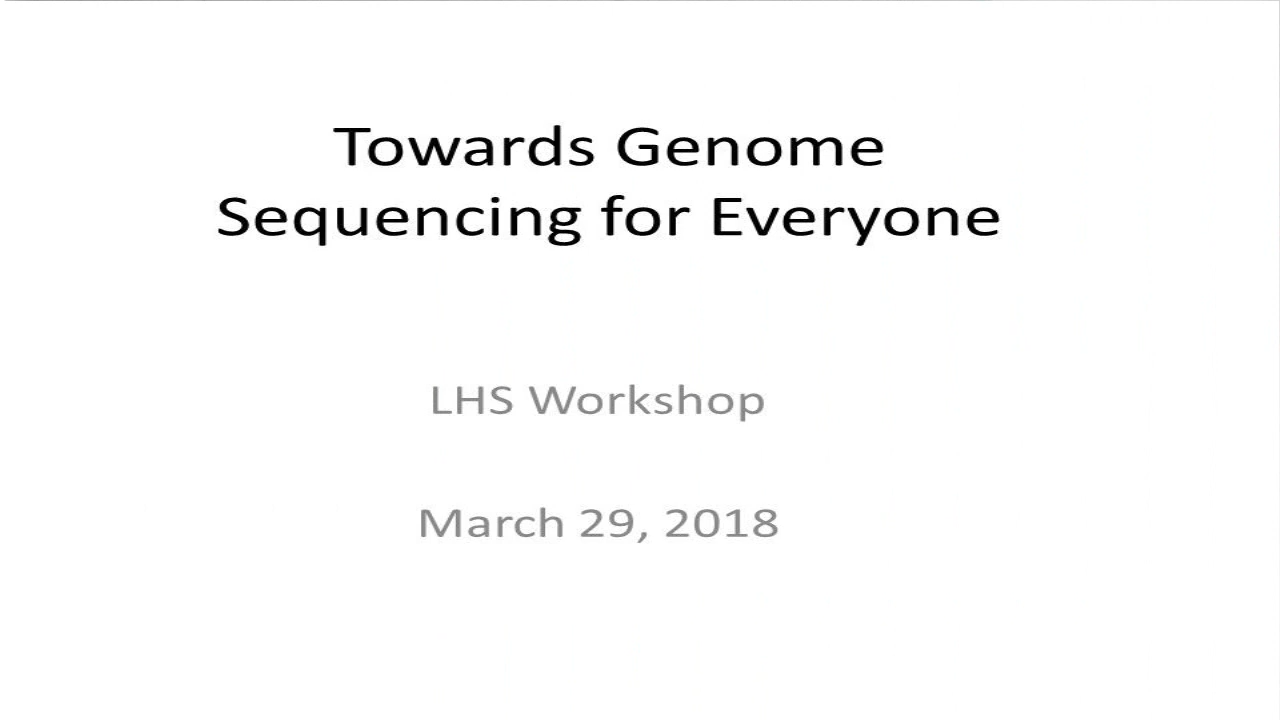 Towards Genome
Sequencing for Everyone
LHS Workshop
March 29, 2018